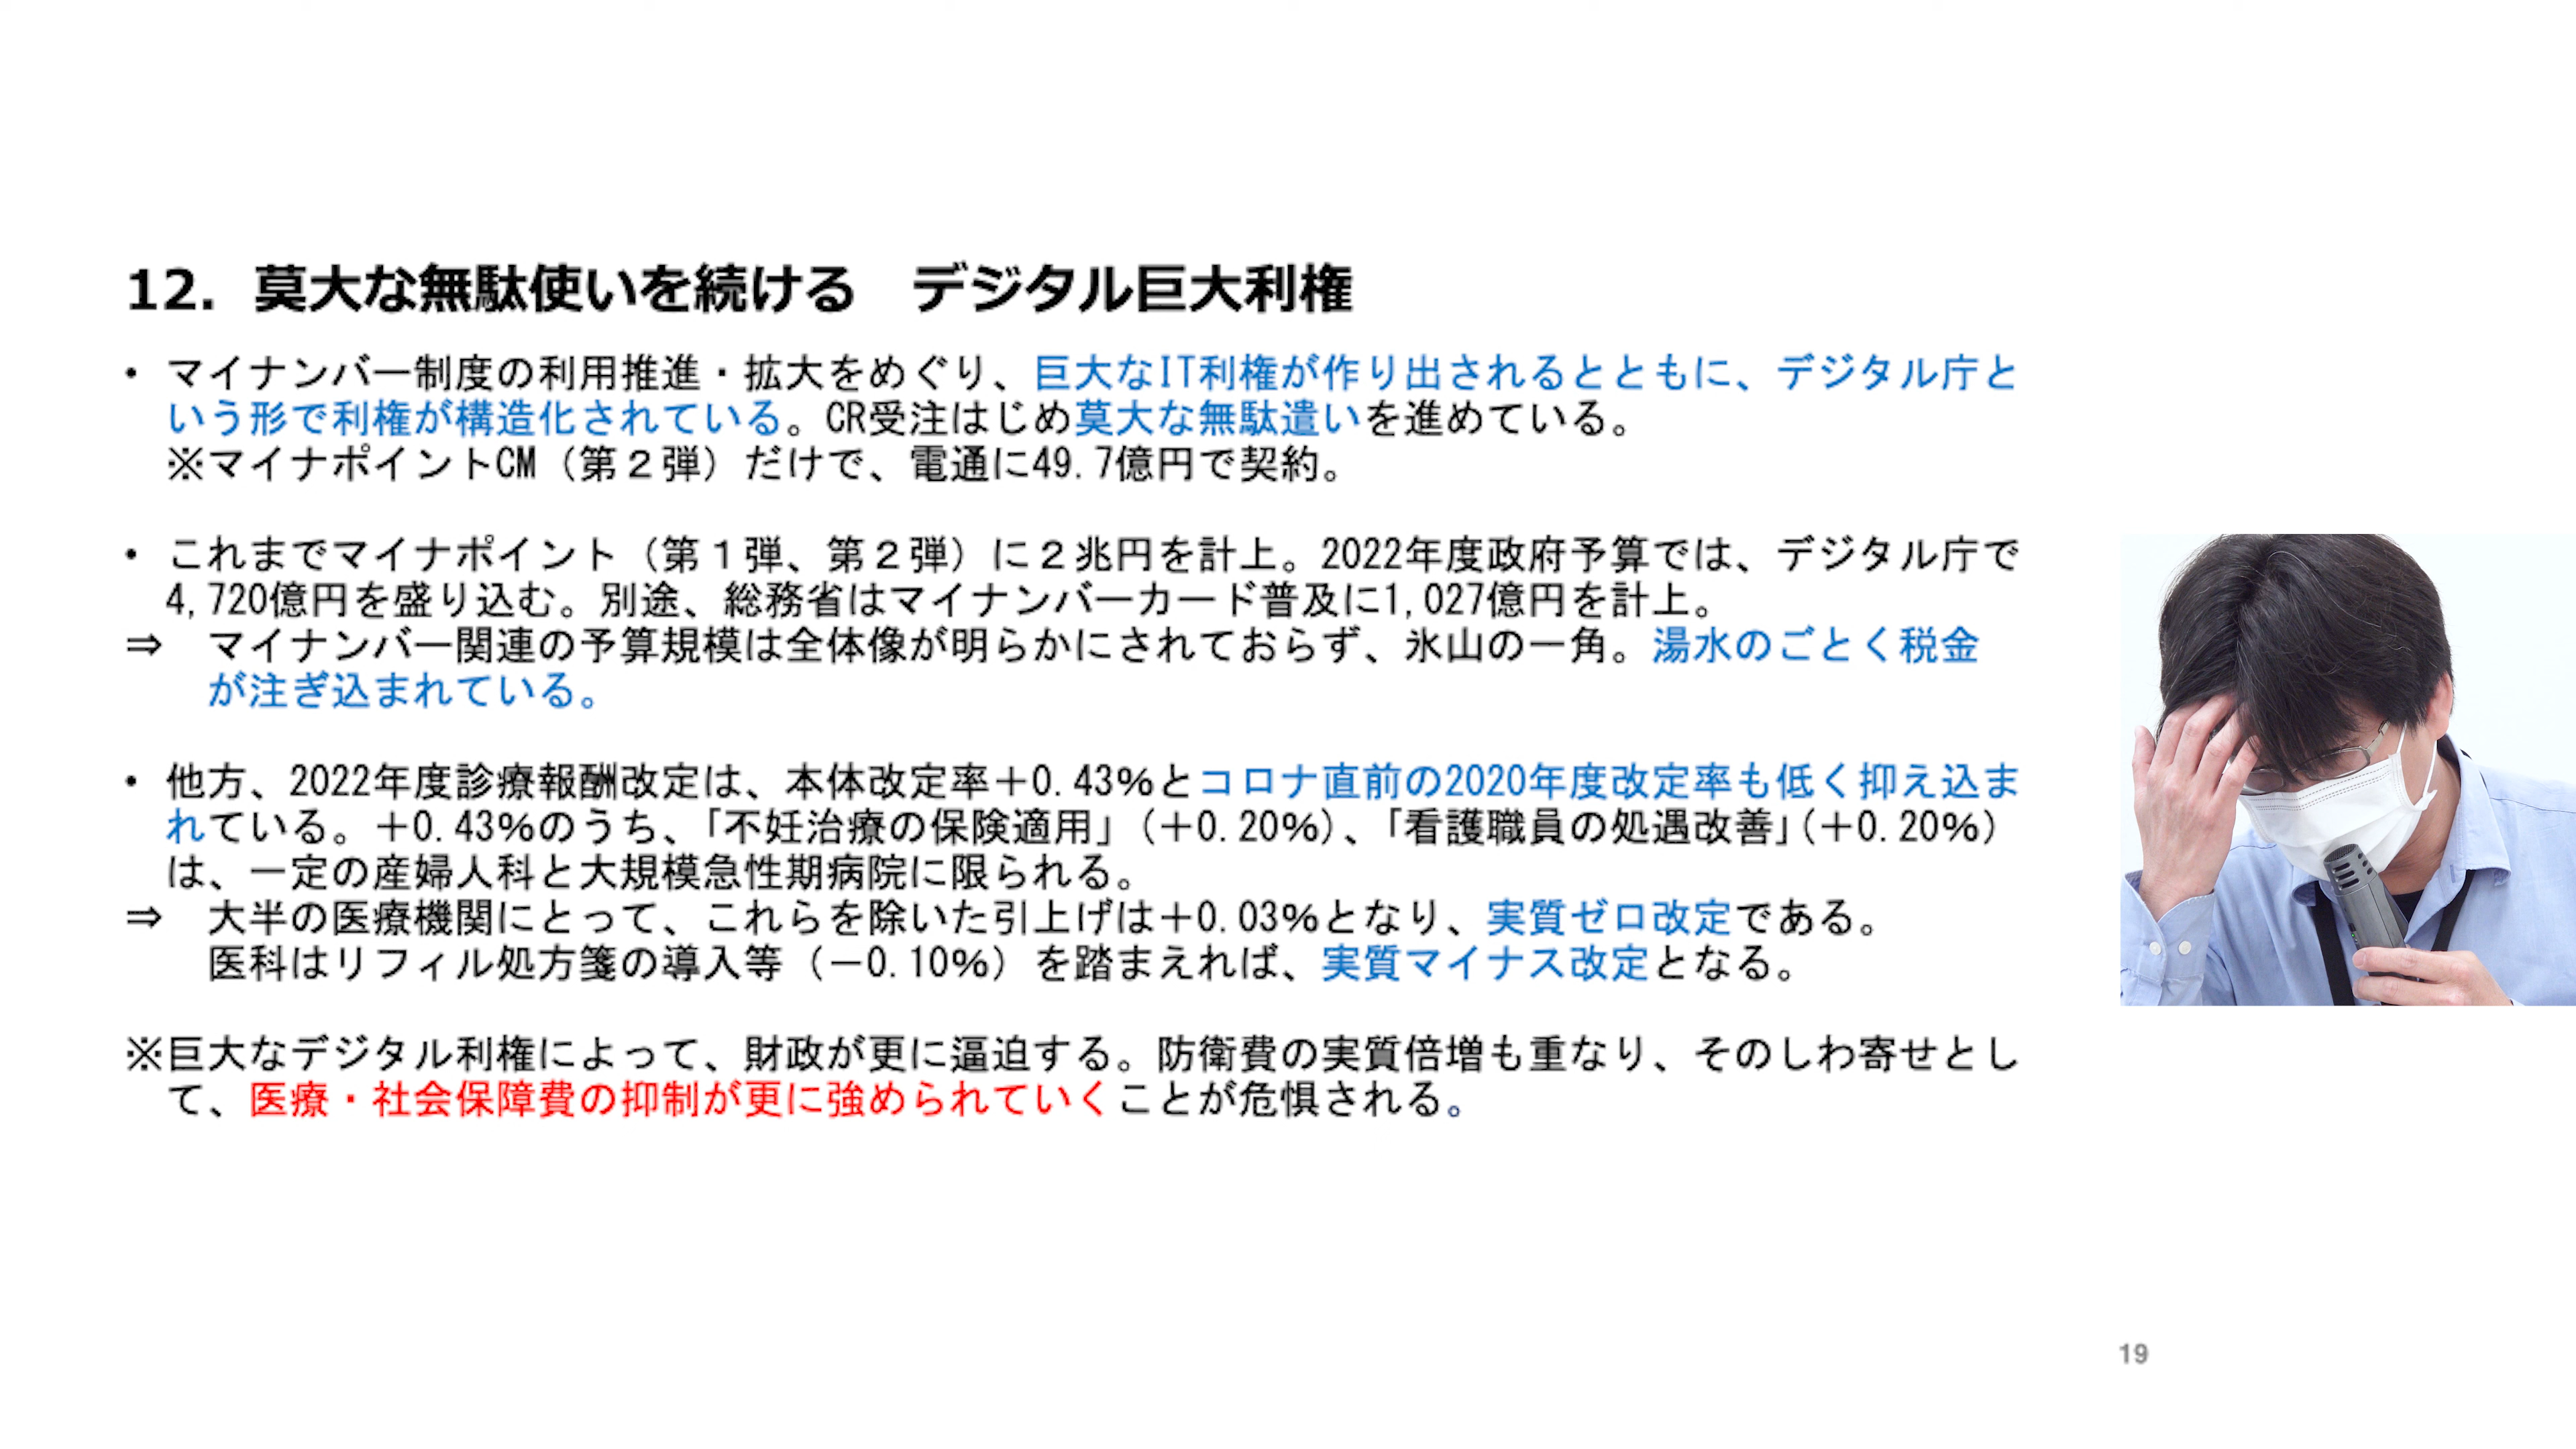 12. 莫大な無駄使いを続ける　デジタル巨大利権
• マイナンバー制度の利用推進・拡大をめぐり、巨大なIT利権が作り出されるとともに、デジタル庁と
いう形で利権が構造化されている。CR受注はじめ莫大な無駄遣いを進めている。
※マイナポイントCM（第２弾）だけで、電通に49.7億円で契約。
• これまでマイナポイント（第１弾、第２弾）に２兆円を計上。2022年度政府予算では、デジタル庁で
4,720億円を盛り込む。別途、総務省はマイナンバーカード普及に1,027億円を計上。
⇒　マイナンバー関連の予算規模は全体像が明らかにされておらず、氷山の一角。湯水のごとく税金
が注ぎ込まれている。
• 他方、2022年度診療報酬改定は、本体改定率＋0.43％とコロナ直前の2020年度改定率も低く抑え込ま
れている。＋0.43％のうち、「不妊治療の保険適用」（＋0.20％）、「看護職員の処遇改善」（＋0.20％）
は、一定の産婦人科と大規模急性期病院に限られる。
⇒　大半の医療機関にとって、これらを除いた引上げは＋0.03％となり、実質ゼロ改定である。
医科はリフィル処方箋の導入等（－0.10％）を踏まえれば、実質マイナス改定となる。
※巨大なデジタル利権によって、財政が更に逼迫する。防衛費の実質倍増も重なり、そのしわ寄せとし
て、医療・社会保障費の抑制が更に強められていくことが危惧される。
19